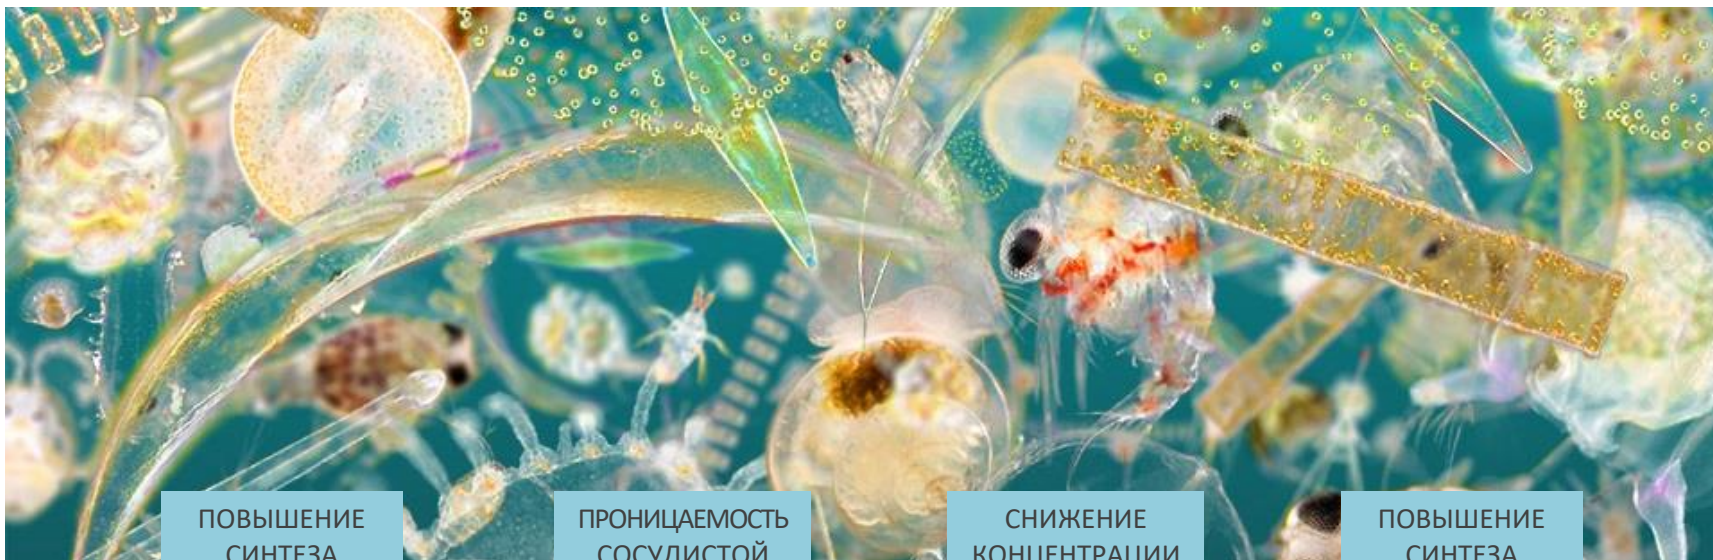 ПОВЫШЕНИЕ
СИНТЕЗА
ПРОНИЦАЕМОСТЬ
СОСУДИСТОЙ
СНИЖЕНИЕ
КОНЦЕНТРАЦИИ
ПОВЫШЕНИЕ
СИНТЕЗА